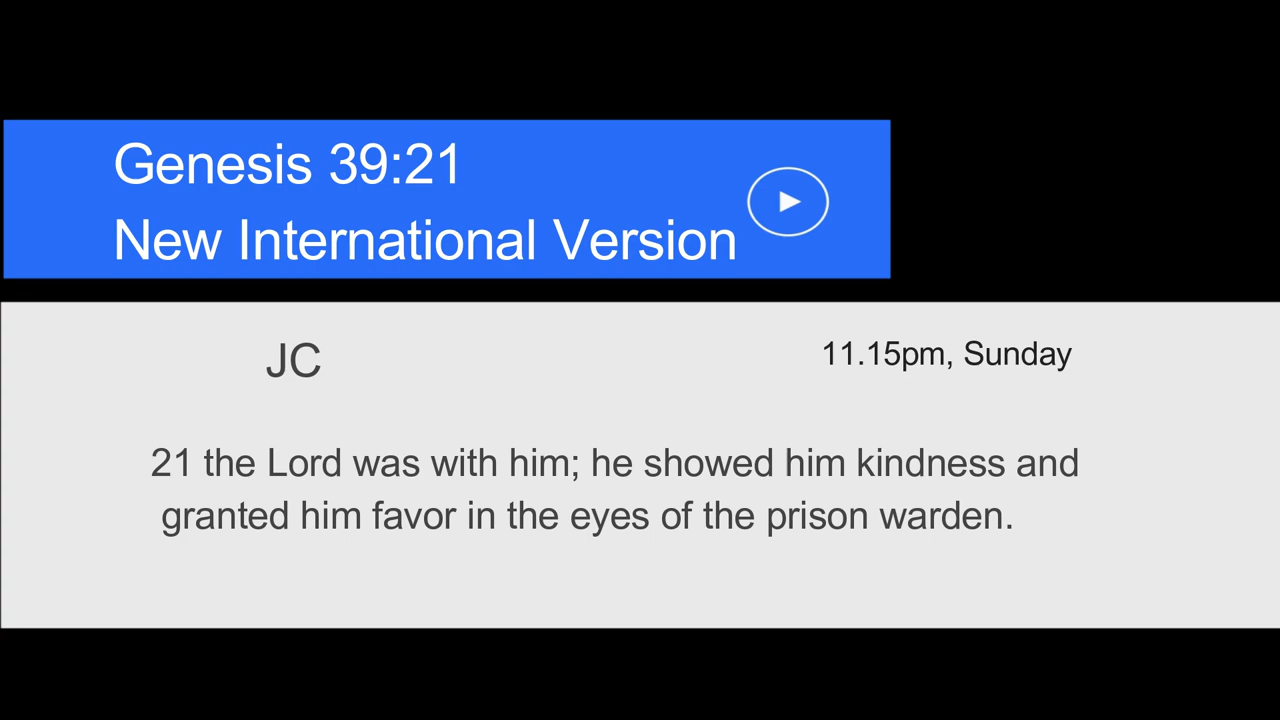 Genesis 39:21
New International Version
JC
11.15pm, Sunday
21 the Lord was with him; he showed him kindness and
granted him favor in the eyes of the prison warden.